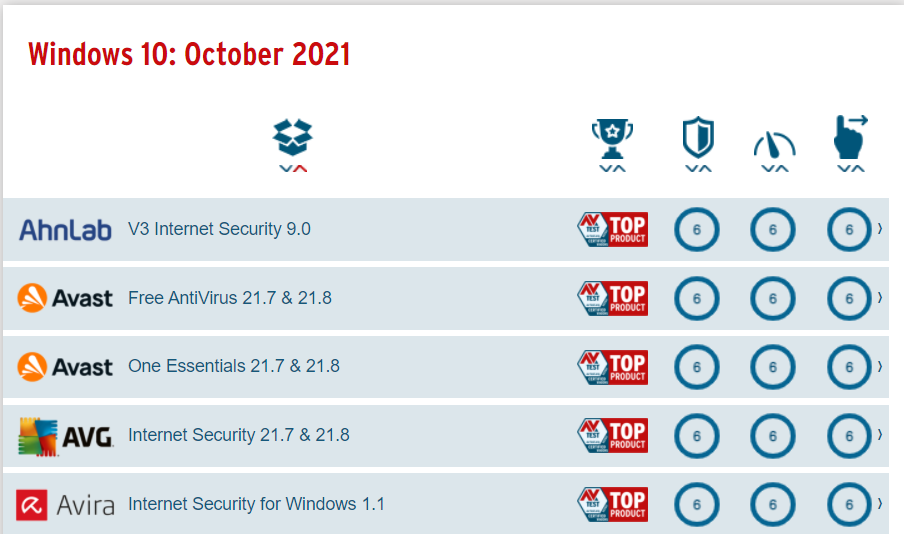 Windows 10: October 2021
AhnLab V3 Internet Security 9.0 AV TEST TOP PRODUCT 6 6 6
Avast Free AntiVirus 21.7 & 21.8 AV TEST TOP PRODUCT 6 6 6
Avast One Essentials 21.7 & 21.8 AV TEST TOP PRODUCT 6 6 6
AVG Internet Security 21.7 & 21.8 AV TEST TOP PRODUCT 6 6 6
Avira Internet Security for Windows 1.1 AV TEST TOP PRODUCT 6 6 6